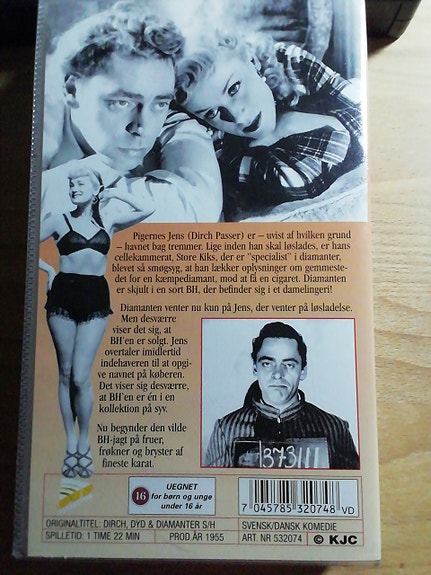 Pigernes Jens (Dirch Passer) er – uvist af hvilken grund
– havnet bag tremmer. Lige inden han skal løslades, er hans
cellekammerat, Store Kiks, der er "specialist" i diamanter,
blevet så smøgsyg, at han lækker oplysninger om gemmeste-
det for en kæmpediamant, mod at få en cigaret. Diamanten
er skjult i en sort BH, der befinder sig i et damelingeri!
Diamanten venter nu kun på Jens, der venter på løsladelse.
Men desværre
viser det sig, at
BH'en er solgt. Jens
overtaler imidlertid
indehaveren til at opgi-
ve navnet på køberen.
Det viser sig desværre,
at BH'en er én i en
kollektion på syv.
Nu begynder den vilde
BH-jagt på fruer,
frøkner og bryster af
fineste karat.
373111
16
UEGNET
for børn og unge
under 16 år
7 045785 320748 VD
ORIGINALTITEL: DIRCH, DYD & DIAMANTER S/H
SVENSK/DANSK KOMEDIE
SPILLETID: 1 TIME 22 MIN
PROD.ÅR 1955
ART. NR 532074
© KJC